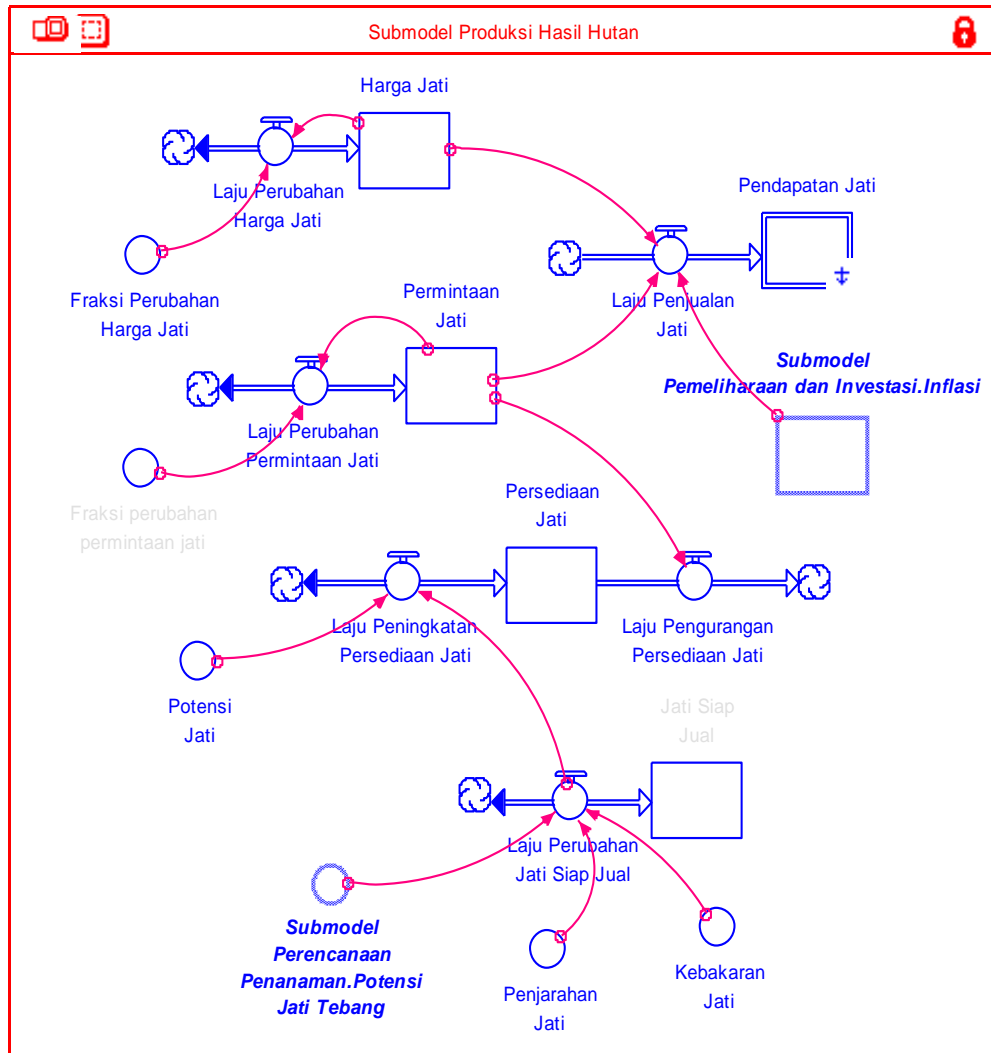 Submodel Produksi Hasil Hutan
Harga Jati
Laju Perubahan
Harga Jati
Pendapatan Jati
Fraksi Perubahan
Harga Jati
Permintaan
Jati
Laju Penjualan
Jati
Submodel
Pemeliharaan dan Investasi.Inflasi
Laju Perubahan
Permintaan Jati
Fraksi perubahan
permintaan jati
Persediaan
Jati
Laju Peningkatan
Persediaan Jati
Laju Pengurangan
Persediaan Jati
Potensi
Jati
Jati Siap
Jual
Laju Perubahan
Jati Siap Jual
Submodel
Perencanaan
Penanaman.Potensi
Jati Tebang
Penjarahan
Jati
Kebakaran
Jati